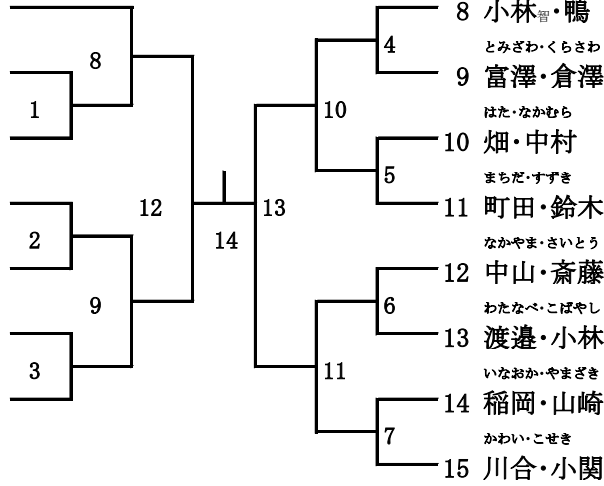 8 小林智・鴨
4
とみざわ・くらさわ
8
9 富澤・倉澤
はた・なかむら
1
10
10 畑・中村
5
まちだ・すずき
12
13
11 町田・鈴木
2
14
なかやま・さいとう
12 中山・斎藤
9
6
わたなべ・こばやし
13 渡邉・小林
3
11
いなおか・やまざき
14 稲岡・山崎
7
かわい・こせき
15 川合・小関